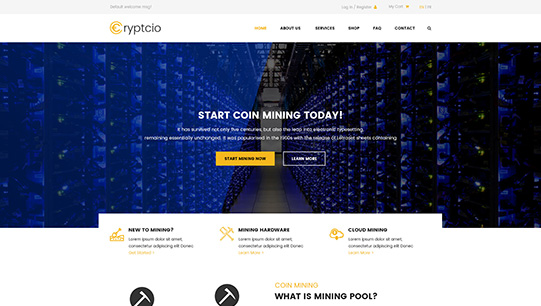 Default welcome msg!
Log In / Register
My Cart
Cryptcio
HOME
ABOUT US
SERVICES
SHOP
FAQ
CONTACT
START COIN MINING TODAY!
It has survived not only five centuries, but also the leap into electronic typesetting,
remaining essentially unchanged. It was popularised in the 1960s with the release of Letraset sheets containing
START MINING NOW
LEARN MORE
NEW TO MINING?
Lorem ipsum dolor sit amet,
consectetur adipiscing elit Donec
Get Started >
MINING HARDWARE
Lorem ipsum dolor sit amet,
consectetur adipiscing elit Donec
Learn More >
CLOUD MINING
Lorem ipsum dolor sit amet,
consectetur adipiscing elit Donec
Learn More >
COIN MINING
WHAT IS MINING POOL?